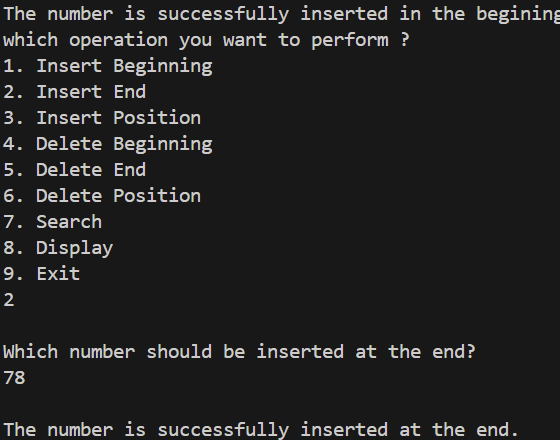 The number is successfully inserted in the begining
which operation you want to perform ?
1. Insert Beginning
2. Insert End
3. Insert Position
4. Delete Beginning
5. Delete End
6. Delete Position
7. Search
8. Display
9. Exit
2
Which number should be inserted at the end?
78
The number is successfully inserted at the end.